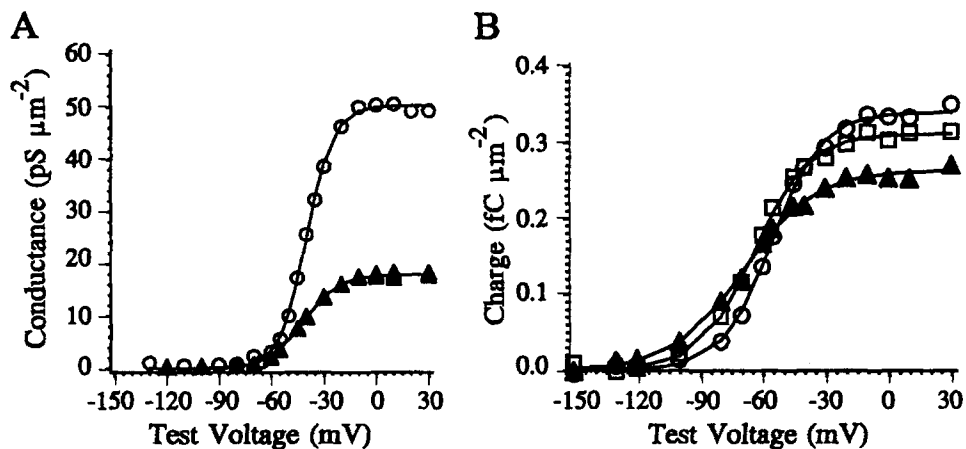 A
Conductance (pS μm-2)
60
50
40
30
20
10
0
-150 -120 -90 -60 -30 0 30
Test Voltage (mV)
B
Charge (fC μm-2)
0.4
0.3
0.2
0.1
0.0
-150 -120 -90 -60 -30 0 30
Test Voltage (mV)